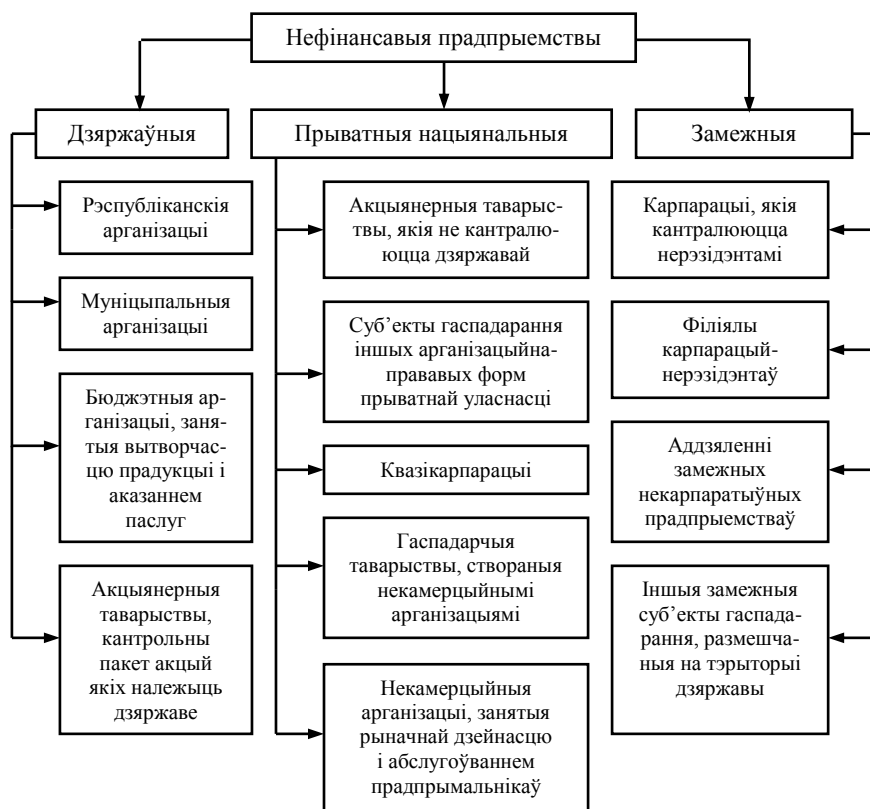 Нефінансавыя прадпрыемствы
Дзяржаўныя
Прыватныя нацыянальныя
Замежныя
Рэспубліканскія
арганізацыі
Муніцыпальныя
арганізацыі
Бюджэтныя ар-
ганізацыі, заня-
тыя вытворчас-
цю прадукцыі і
аказаннем
паслуг
Акцыянерныя
таварыствы,
кантрольны
пакет акцый
якіх належыць
дзяржаве
Акцыянерныя таварыс-
твы, якія не кантралю-
юцца дзяржавай
Суб’екты гаспадарання
іншых арганізацыйна-
прававых форм
прыватнай уласнасці
Квазікарпарацыі
Гаспадарчыя
таварыствы, створаныя
некамерцыйнымі
арганізацыямі
Некамерцыйныя
арганізацыі, занятыя
рыначнай дзейнасцю
і абслугоўваннем
прадпрымальнікаў
Карпарацыі, якія
кантралююцца
нерэзідэнтамі
Філіялы
карпарацый-
нерэзідэнтаў
Аддзяленні
замежных
некарпаратыўных
прадпрыемстваў
Іншыя замежныя
суб’екты гаспада-
рання, размешча-
ныя на тэрыторыі
дзяржавы